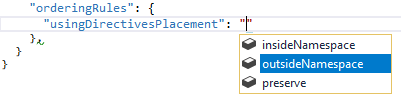 "orderingRules": {
"usingDirectivesPlacement": ""
},
}
}
insideNamespace
outsideNamespace
preserve